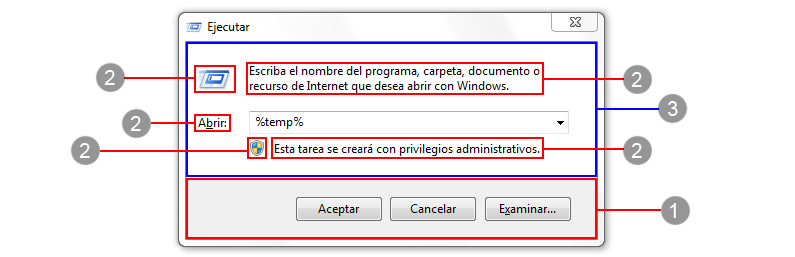 Ejecutar
2
Escriba el nombre del programa, carpeta, documento o
recurso de Internet que desea abrir con Windows.
2
3
2
Abrir:
%temp%
2
Esta tarea se creará con privilegios administrativos.
2
Aceptar
Cancelar
Examinar...
1